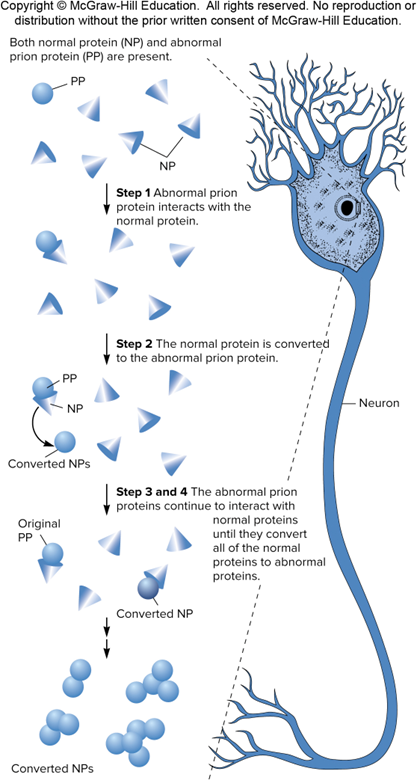 Copyright © McGraw-Hill Education. All rights reserved. No reproduction or
distribution without the prior written consent of McGraw-Hill Education.
Both normal protein (NP) and abnormal
prion protein (PP) are present.
PP
NP
Step 1 Abnormal prion
protein interacts with the
normal protein.
Step 2 The normal protein is converted
to the abnormal prion protein.
PP
NP
Converted NPs
Neuron
Step 3 and 4 The abnormal prion
proteins continue to interact with
normal proteins
until they convert
all of the normal
proteins to abnormal
proteins.
Original
PP
Converted NP
Converted NPs